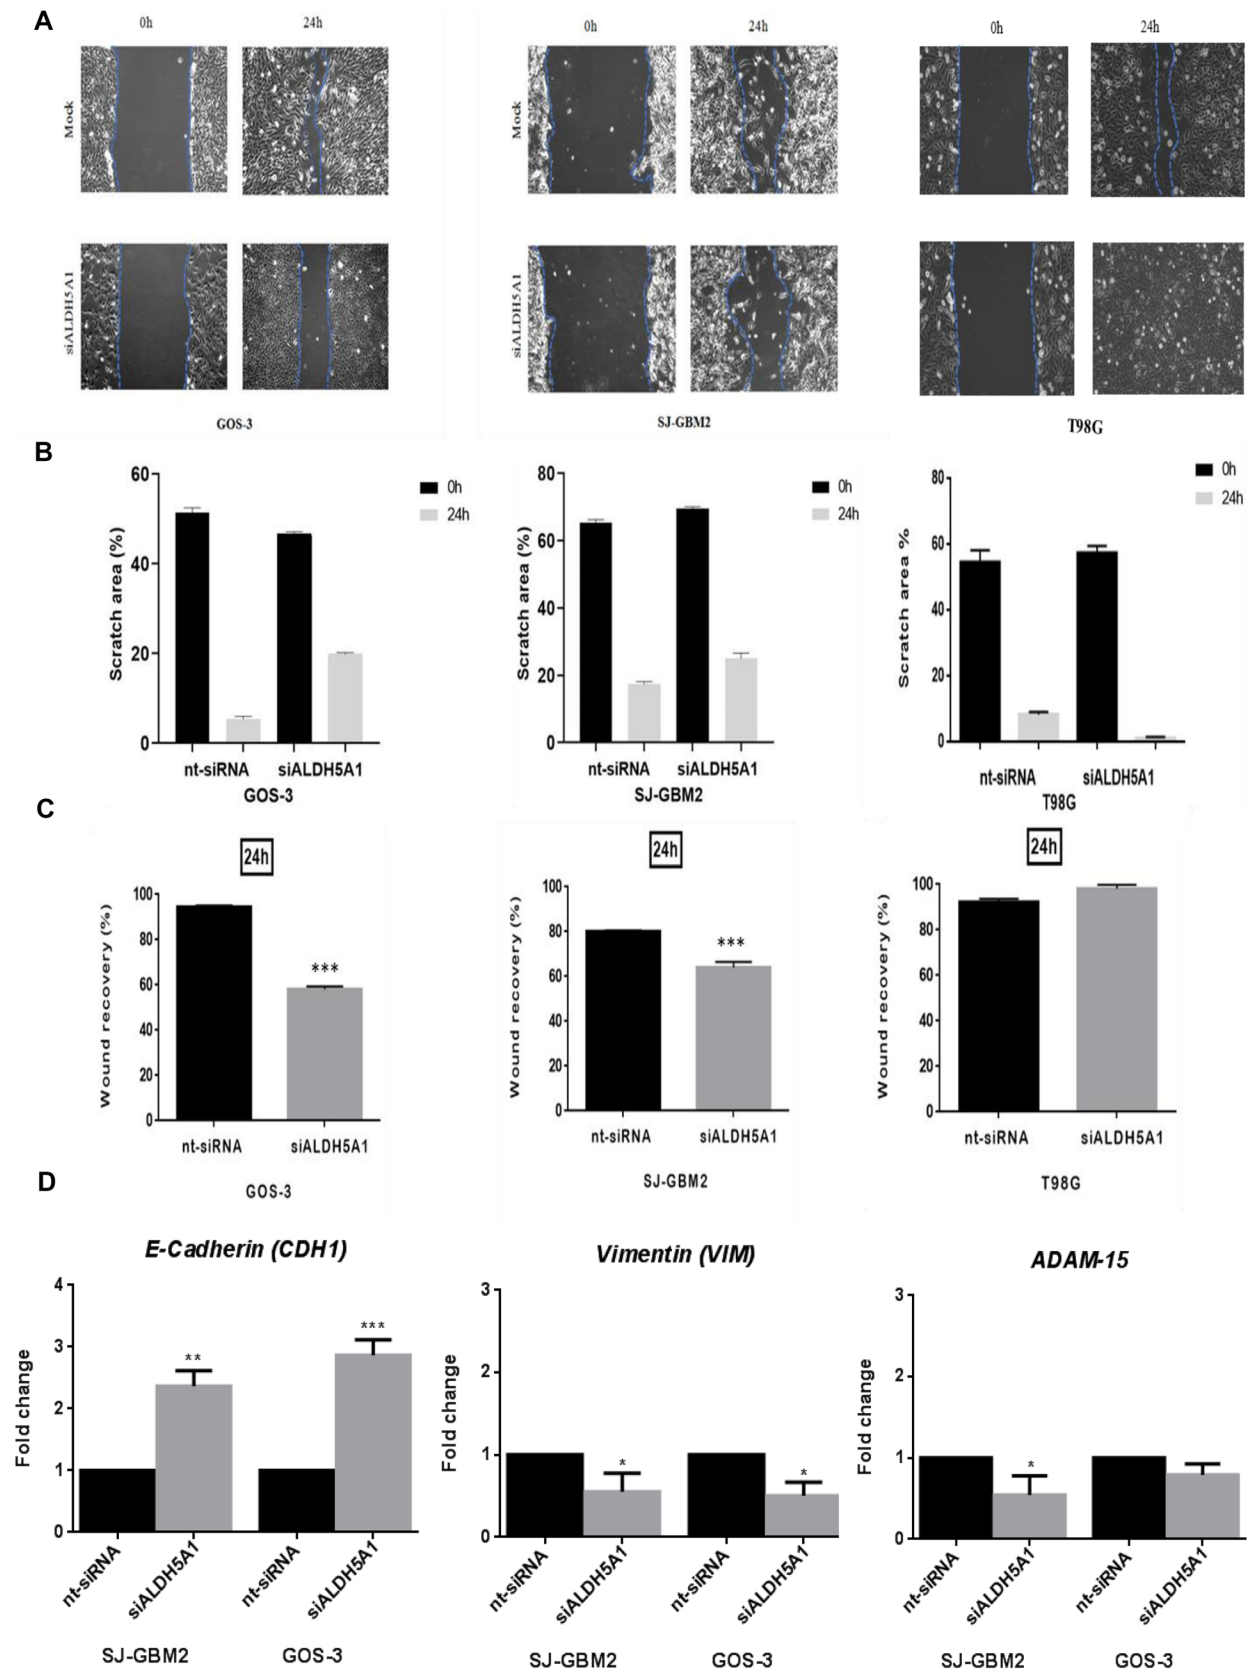 A
0h 24h 0h 24h 0h 24h
Mock Mock
siALDH5A1 siALDH5A1
GOS-3 SJ-GBM2 T98G
B
60
40
20
0
Scratch area (%)
0h
24h
nt-siRNA siALDH5A1
GOS-3
80
60
40
20
0
Scratch area (%)
0h
24h
nt-siRNA siALDH5A1
SJ-GBM2
80
60
40
20
0
Scratch area %
0h
24h
nt-siRNA siALDH5A1
T98G
C
24h
100
80
60
40
20
0
Wound recovery (%)
***
nt-siRNA siALDH5A1
GOS-3
24h
100
80
60
40
20
0
Wound recovery (%)
***
nt-siRNA siALDH5A1
SJ-GBM2
24h
100
80
60
40
20
0
Wound recovery (%)
nt-siRNA siALDH5A1
T98G
D
E-Cadherin (CDH1)
4
3
2
1
0
Fold change
** ***
nt-siRNA siALDH5A1 nt-siRNA siALDH5A1
SJ-GBM2 GOS-3
Vimentin (VIM)
3
2
1
0
Fold change
* *
nt-siRNA siALDH5A1 nt-siRNA siALDH5A1
SJ-GBM2 GOS-3
ADAM-15
3
2
1
0
Fold change
*
nt-siRNA siALDH5A1 nt-siRNA siALDH5A1
SJ-GBM2 GOS-3